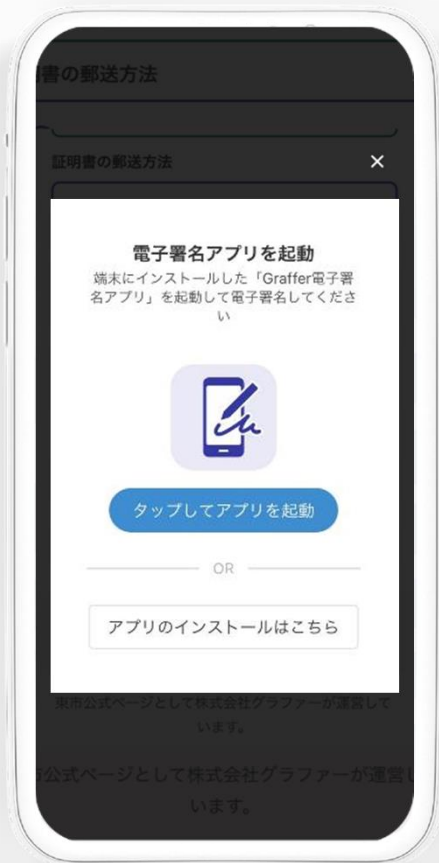 書の郵送方法
証明書の郵送方法
×
電子署名アプリを起動
端末にインストールした「Graffer電子署
名アプリ」を起動して電子署名してくださ
い
タップしてアプリを起動
OR
アプリのインストールはこちら
東市公式ページとして株式会社グラファーが運営して
います。
公式ページとして株式会社グラファーが運営し
います。